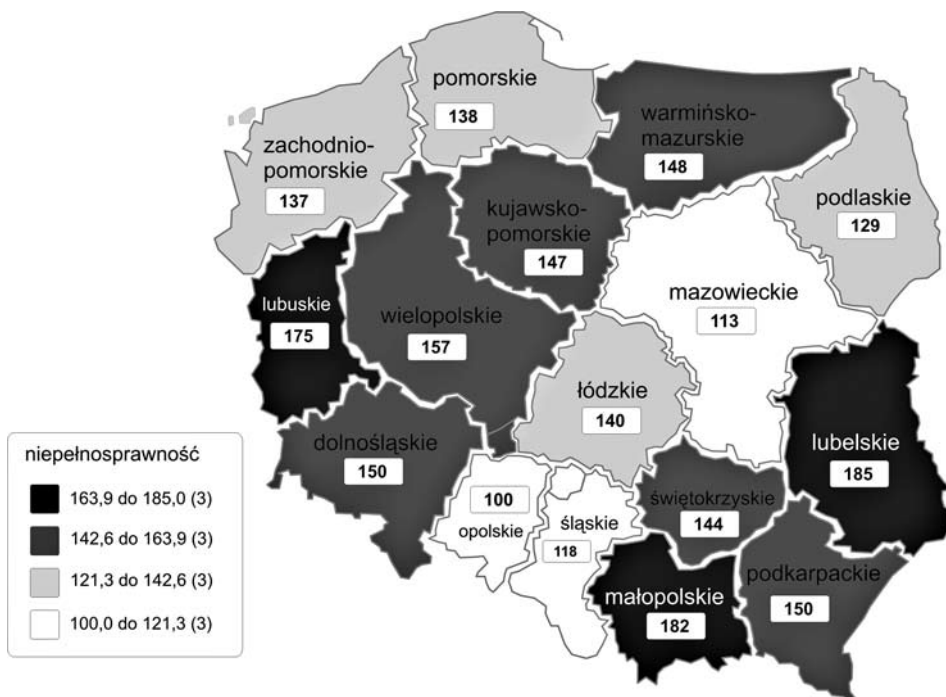 pomorskie
138
warmińsko-
mazurskie
148
zachodnio-
pomorskie
137
podlaskie
129
kujawsko-
pomorskie
147
mazowieckie
113
lubuskie
175
wielopolskie
157
łódzkie
140
lubelskie
185
dolnośląskie
150
100
opolskie
śląskie
118
świętokrzyskie
144
podkarpackie
150
małopolskie
182
niepełnosprawność
163,9 do 185,0 (3)
142,6 do 163,9 (3)
121,3 do 142,6 (3)
100,0 do 121,3 (3)